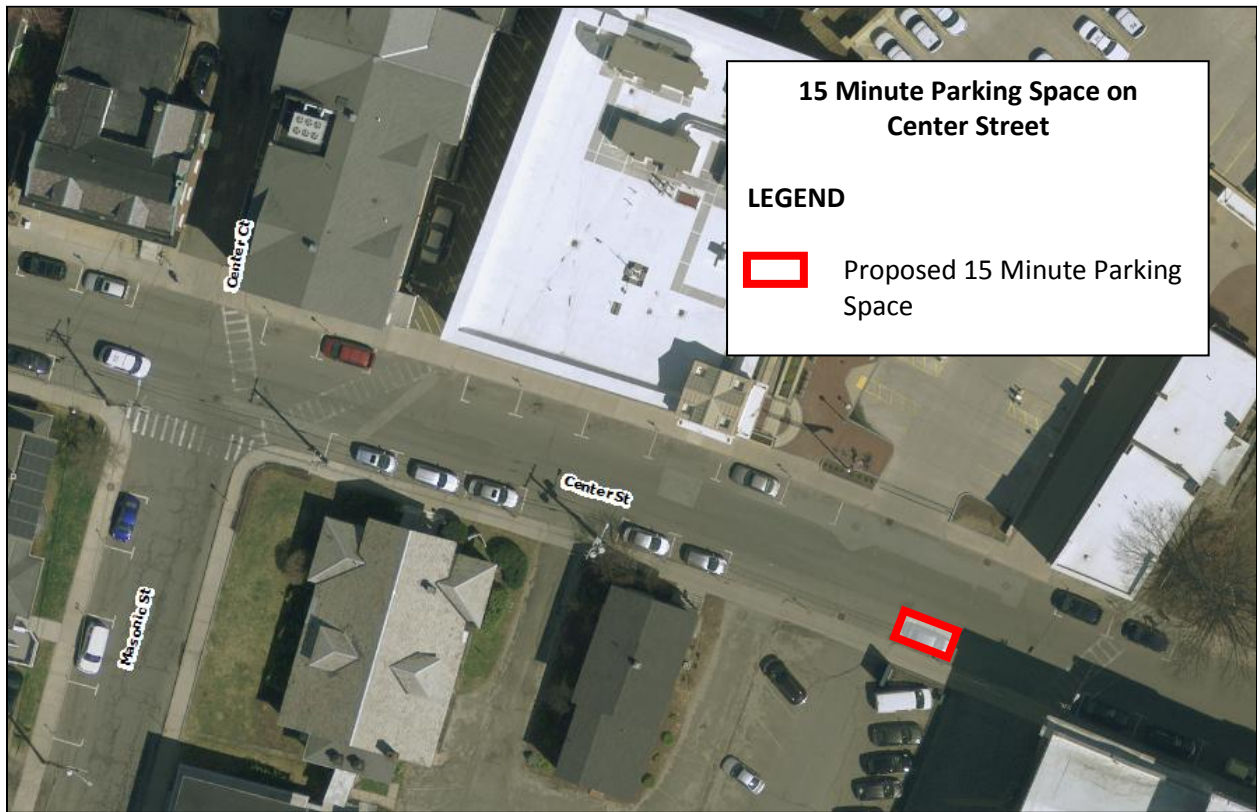 15 Minute Parking Space on
Center Street
LEGEND
Proposed 15 Minute Parking
Space
Center Ct
Center St
Masonic St